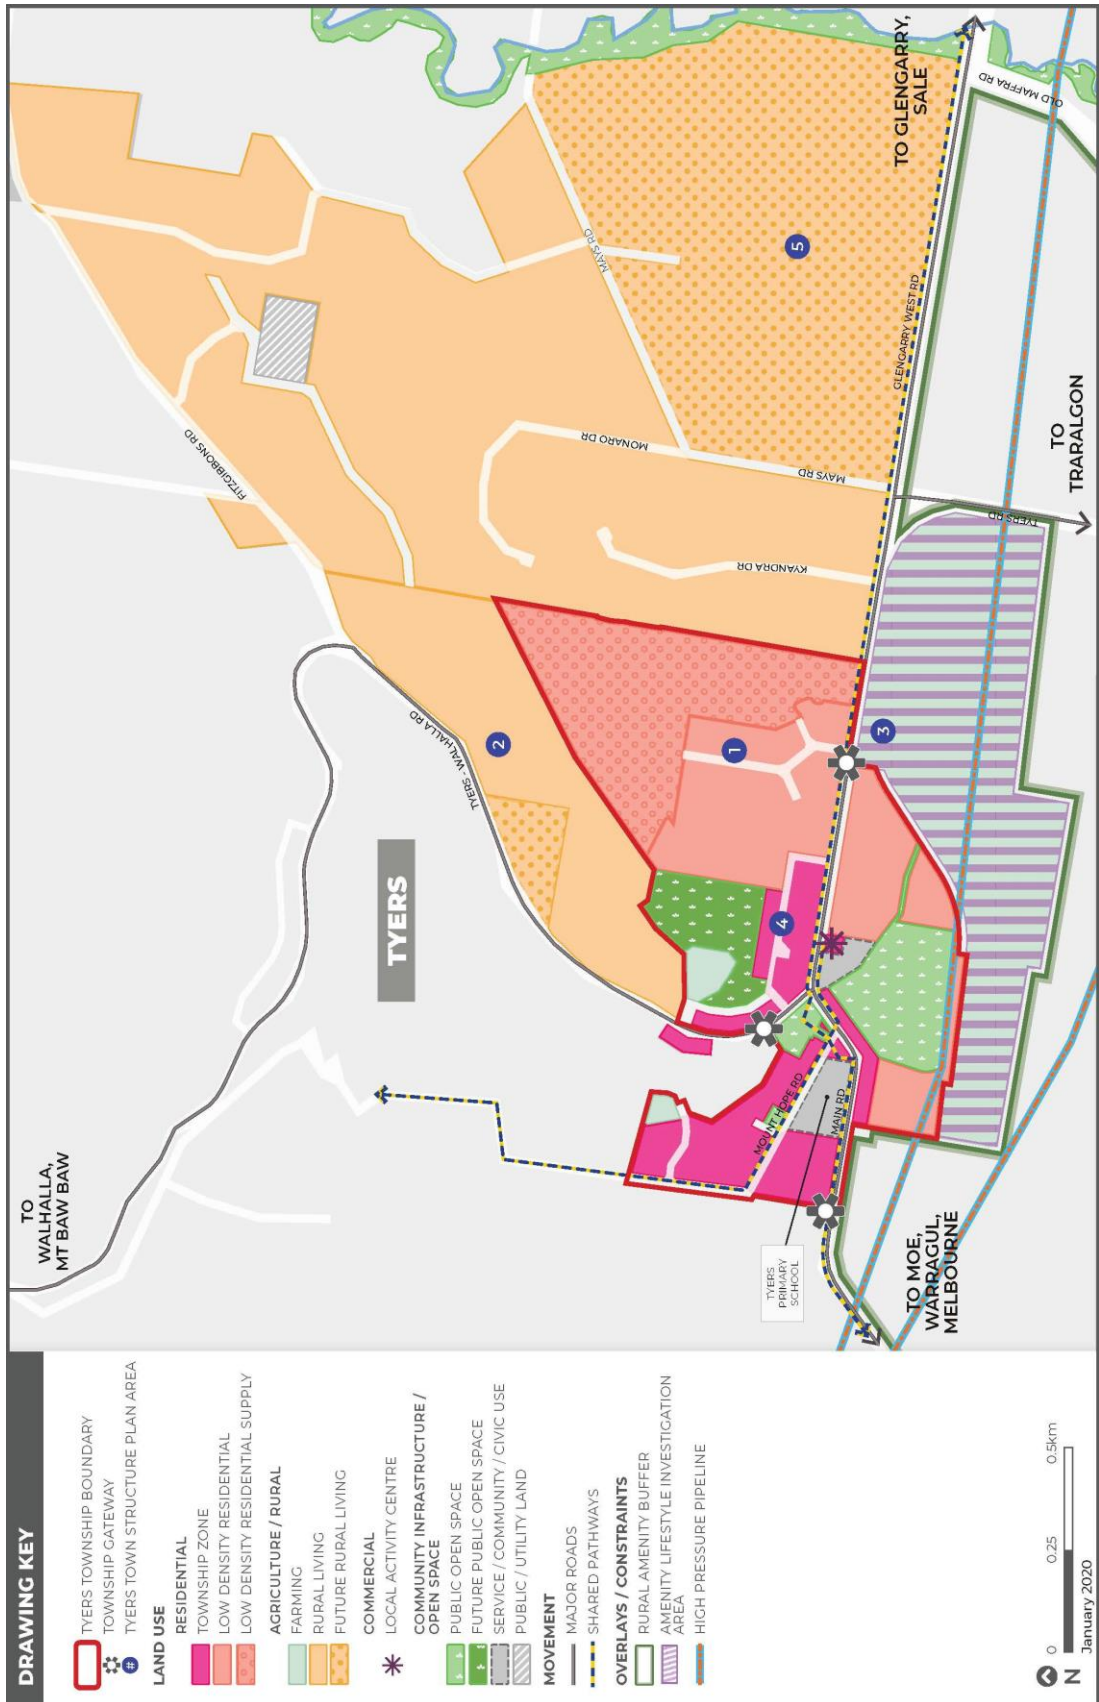 DRAWING KEY
TYERS TOWNSHIP BOUNDARY
TOWNSHIP GATEWAY
#
TYERS TOWN STRUCTURE PLAN AREA
LAND USE
RESIDENTIAL
TOWNSHIP ZONE
LOW DENSITY RESIDENTIAL
LOW DENSITY RESIDENTIAL SUPPLY
AGRICULTURE / RURAL
FARMING
RURAL LIVING
FUTURE RURAL LIVING
COMMERCIAL
LOCAL ACTIVITY CENTRE
COMMUNITY INFRASTRUCTURE /
OPEN SPACE
PUBLIC OPEN SPACE
FUTURE PUBLIC OPEN SPACE
SERVICE / COMMUNITY / CIVIC USE
PUBLIC / UTILITY LAND
MOVEMENT
MAJOR ROADS
SHARED PATHWAYS
OVERLAYS / CONSTRAINTS
RURAL AMENITY BUFFER
AMENITY LIFESTYLE INVESTIGATION
AREA
HIGH PRESSURE PIPELINE
N
0
0.25
0.5km
January 2020
TO
WALHALLA,
MT BAW BAW
TYERS
TYERS - WALHALLA RD
FITZGIBBONS RD
MONARO DR
KYANDRA DR
MAYS RD
MAYS RD
GLENGARRY WEST RD
TO GLENGARRY,
SALE
OLD MAFFRA RD
TYERS RD
TO
TRARALGON
MOUNT HOPE RD
MAIN RD
TYERS
PRIMARY
SCHOOL
TO MOE,
WARRAGUL,
MELBOURNE
1
2
3
4
5